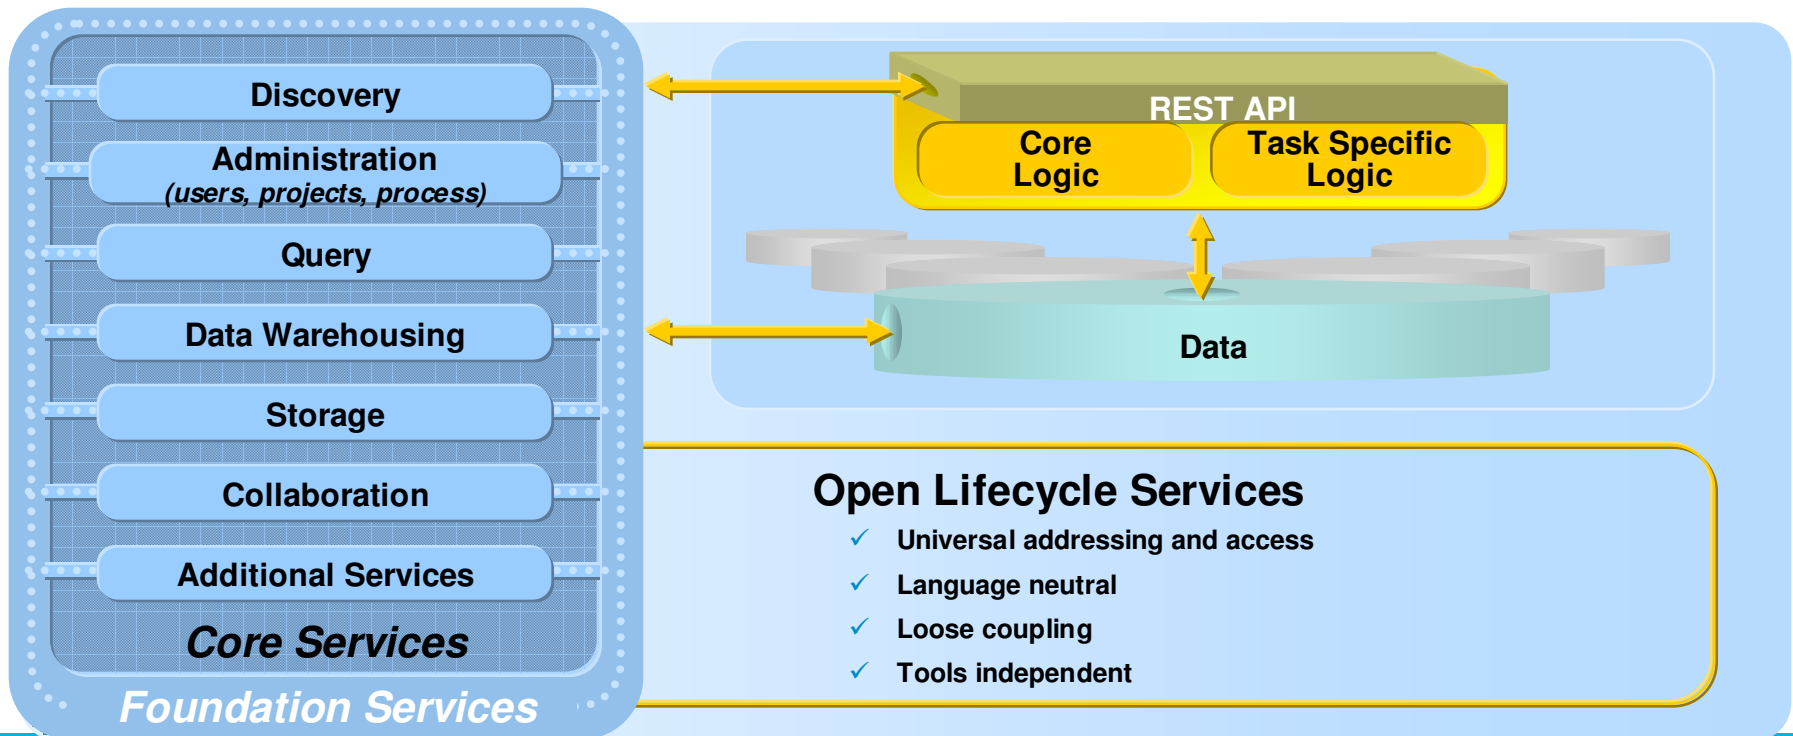 Discovery
Administration
(users, projects, process)
Query
Data Warehousing
Storage
Collaboration
Additional Services
Core Services
Foundation Services
REST API
Core
Logic
Task Specific
Logic
Data
Open Lifecycle Services
Universal addressing and access
Language neutral
Loose coupling
Tools independent